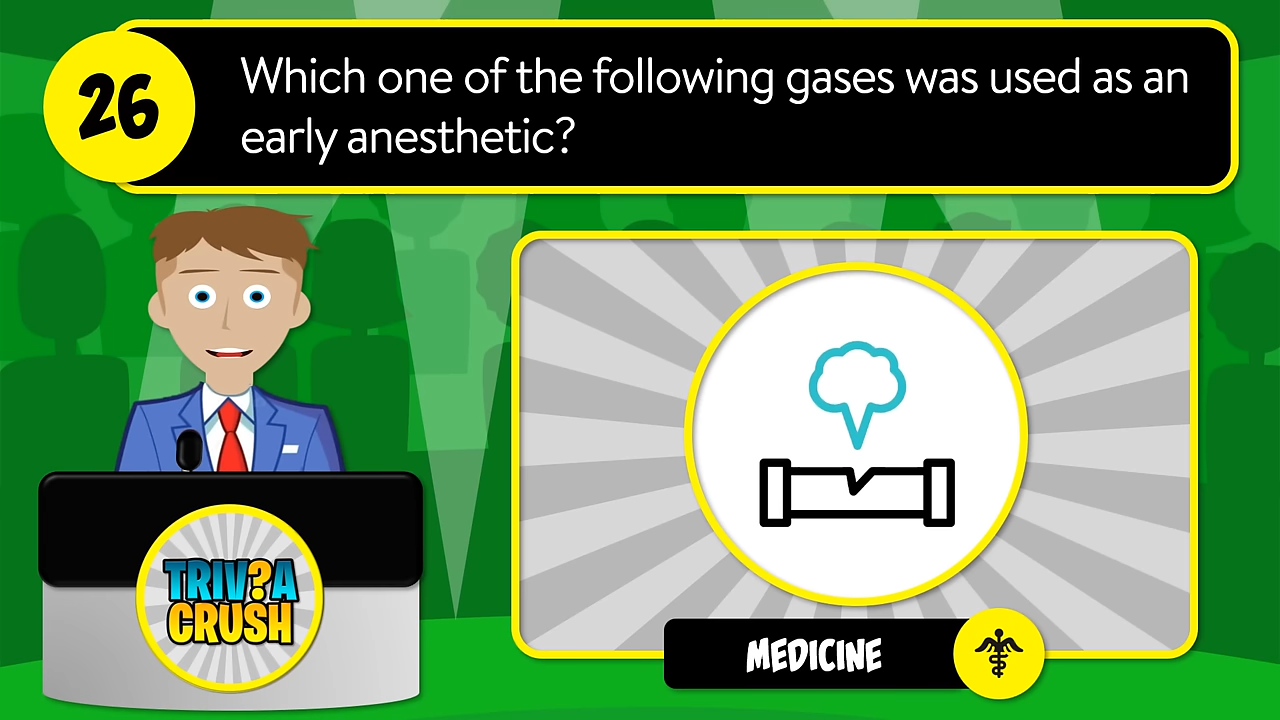 26
Which one of the following gases was used as an
early anesthetic?
TRIV?A
CRUSH
MEDICINE